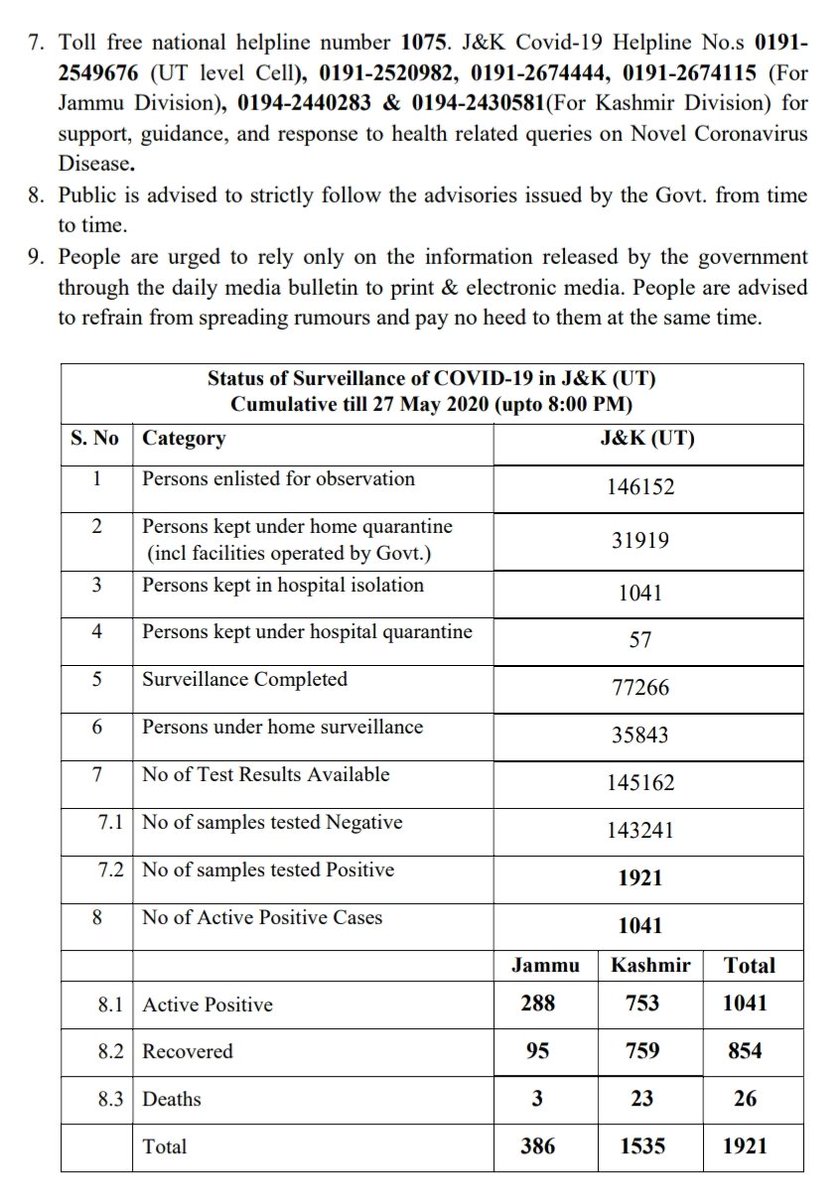 7. Toll free national helpline number 1075. J&K Covid-19 Helpline No.s 0191-
2549676 (UT level Cell), 0191-2520982, 0191-2674444, 0191-2674115 (For
Jammu Division), 0194-2440283 & 0194-2430581(For Kashmir Division) for
support, guidance, and response to health related queries on Novel Coronavirus
Disease.
8. Public is advised to strictly follow the advisories issued by the Govt. from time
to time.
9. People are urged to rely only on the information released by the government
through the daily media bulletin to print & electronic media. People are advised
to refrain from spreading rumours and pay no heed to them at the same time.
Status of Surveillance of COVID-19 in J&K (UT)
Cumulative till 27 May 2020 (upto 8:00 PM)
S. No Category J&K (UT)
1 Persons enlisted for observation 146152
2 Persons kept under home quarantine
(incl facilities operated by Govt.) 31919
3 Persons kept in hospital isolation 1041
4 Persons kept under hospital quarantine 57
5 Surveillance Completed 77266
6 Persons under home surveillance 35843
7 No of Test Results Available 145162
7.1 No of samples tested Negative 143241
7.2 No of samples tested Positive 1921
8 No of Active Positive Cases 1041
Jammu Kashmir Total
8.1 Active Positive 288 753 1041
8.2 Recovered 95 759 854
8.3 Deaths 3 23 26
Total 386 1535 1921